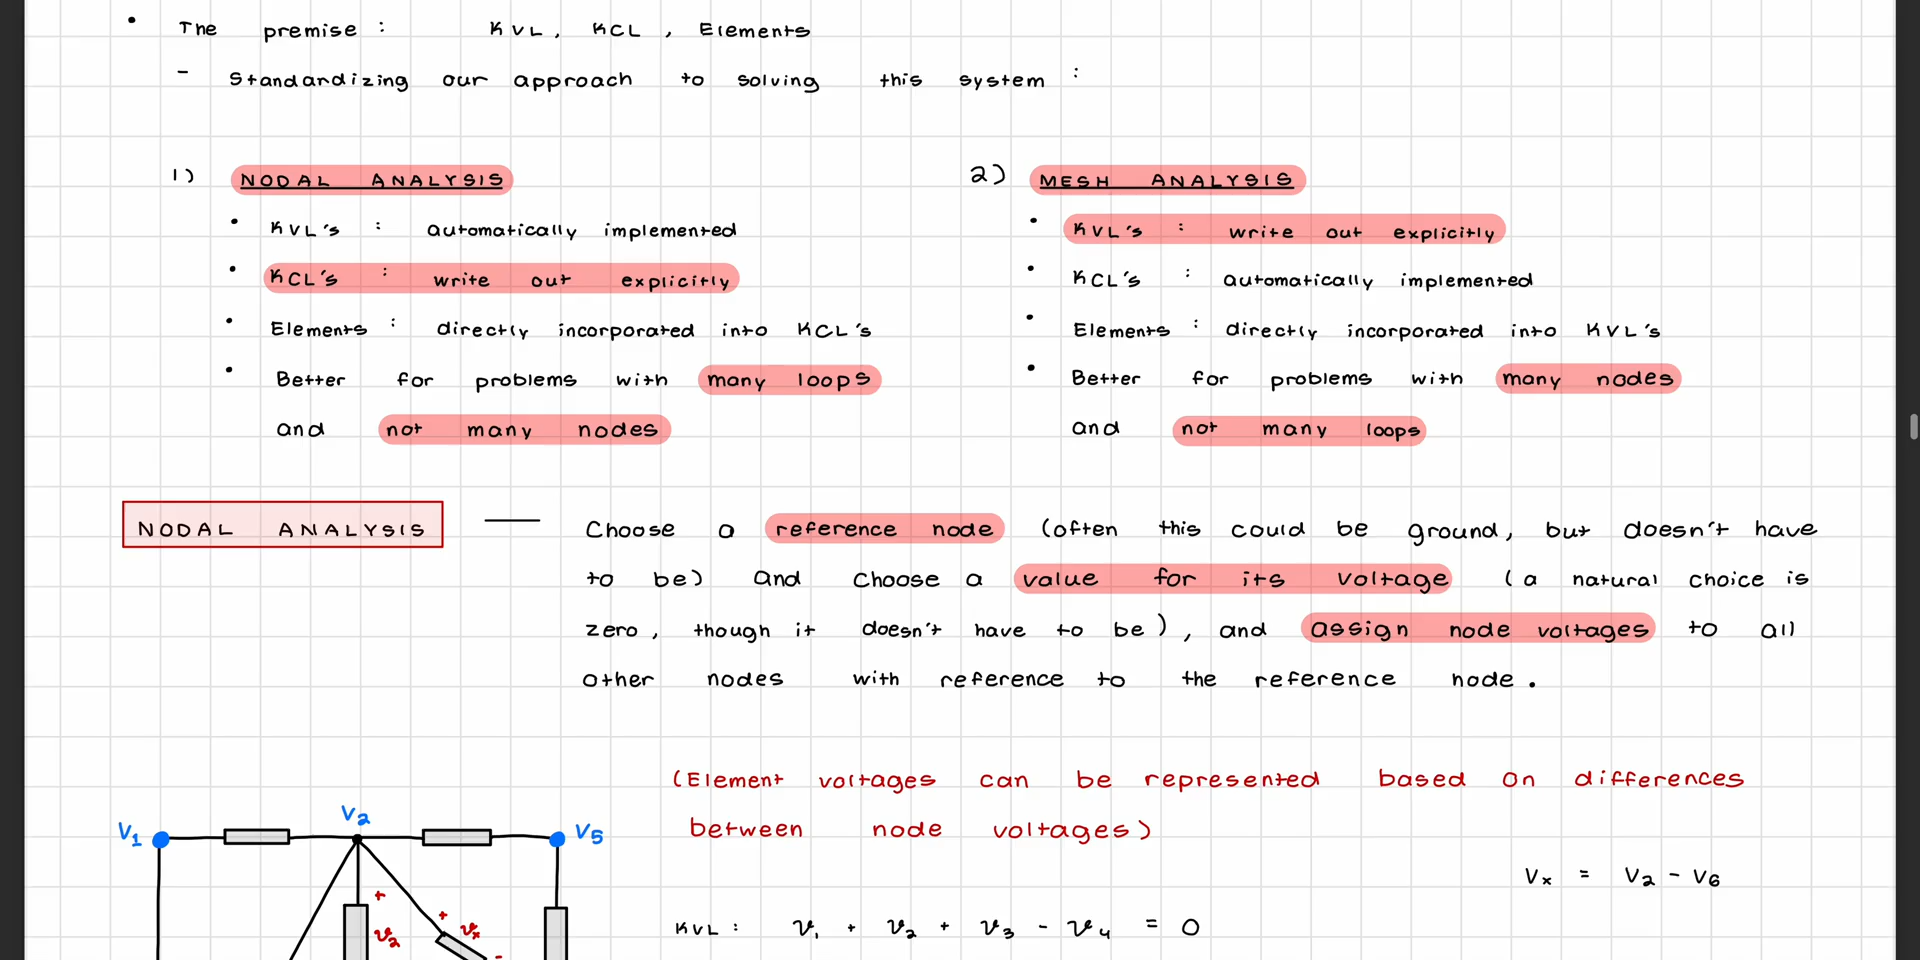 • The premise : KVL, KCL, Elements
- Standardizing our approach to solving this system :
1) NODAL ANALYSIS
• KVL's : automatically implemented
• KCL's : write out explicitly
• Elements : directly incorporated into KCL's
• Better for problems with many loops
and not many nodes
2) MESH ANALYSIS
• KVL's : write out explicitly
• KCL's : automatically implemented
• Elements : directly incorporated into KVL's
• Better for problems with many nodes
and not many loops
NODAL ANALYSIS — Choose a reference node (often this could be ground, but doesn't have
to be) and choose a value for its voltage (a natural choice is
zero, though it doesn't have to be), and assign node voltages to all
other nodes with reference to the reference node.
(Element voltages can be represented based on differences
between node voltages)
V1 V2 V5
+ v2
+ vx -
Vx = V2 - V6
KVL : v1 + v2 + v3 - v4 = 0